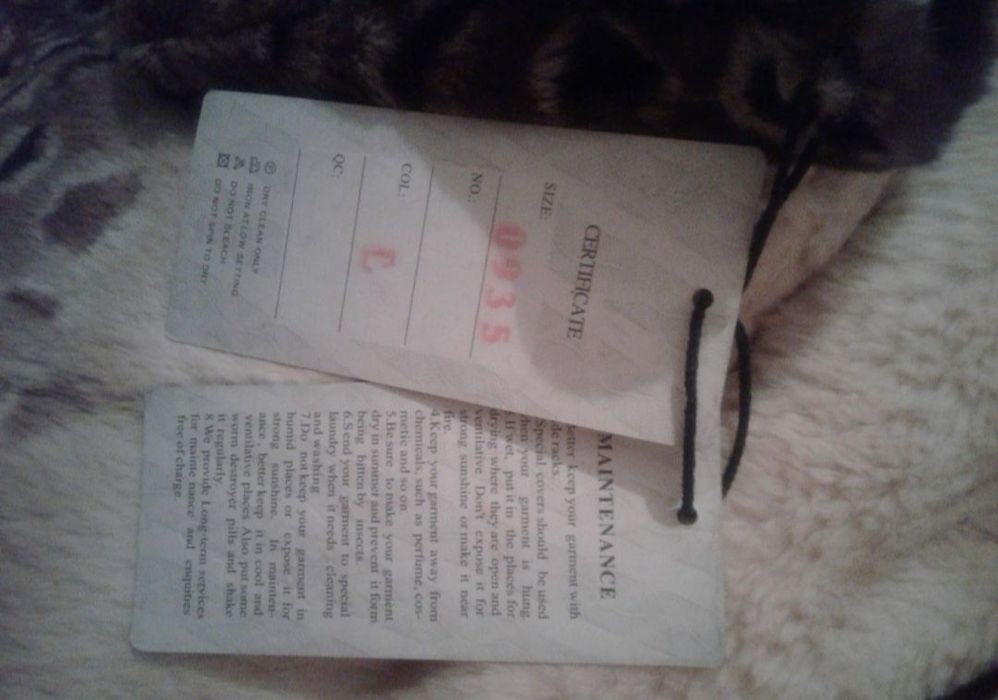 CERTIFICATE
SIZE:
NO.: 0935
COL.:
QC:
DRY CLEAN ONLY
IRON AT LOW SETTING
DO NOT BLEACH
DO NOT SPIN TO DRY
MAINTENANCE
etter keep your garment with
de racks.
Special covers should be used
hen your garment is hung.
If wet, put it in the places for
drying where they are open and
ventilative. Don't expose it for
strong sunshine or make it near
fire.
4.Keep your garment away from
chemicals, such as perfume, cos-
metic and so on.
5.Be sure to make your garment
dry in summer and prevent it form
being bitten by insects.
6.Send your garment to special
laundry when it needs cleaning
and washing
7.Do not keep your garment in
humid places or expose it for
strong sunshine. In mainten-
ance, better keep it in cool and
ventilative places. Also put some
worm destroyer pills and shake
it regularly.
8.We provide Long-term services
for mainte nance and enquires
free of charge.